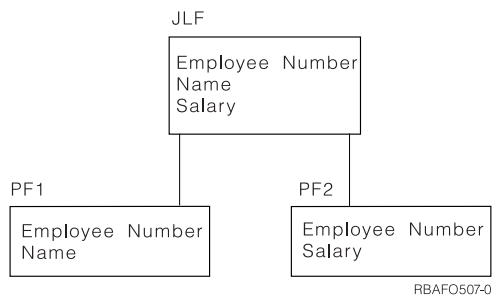 JLF
Employee Number
Name
Salary
PF1
Employee Number
Name
PF2
Employee Number
Salary
RBAFO507-0